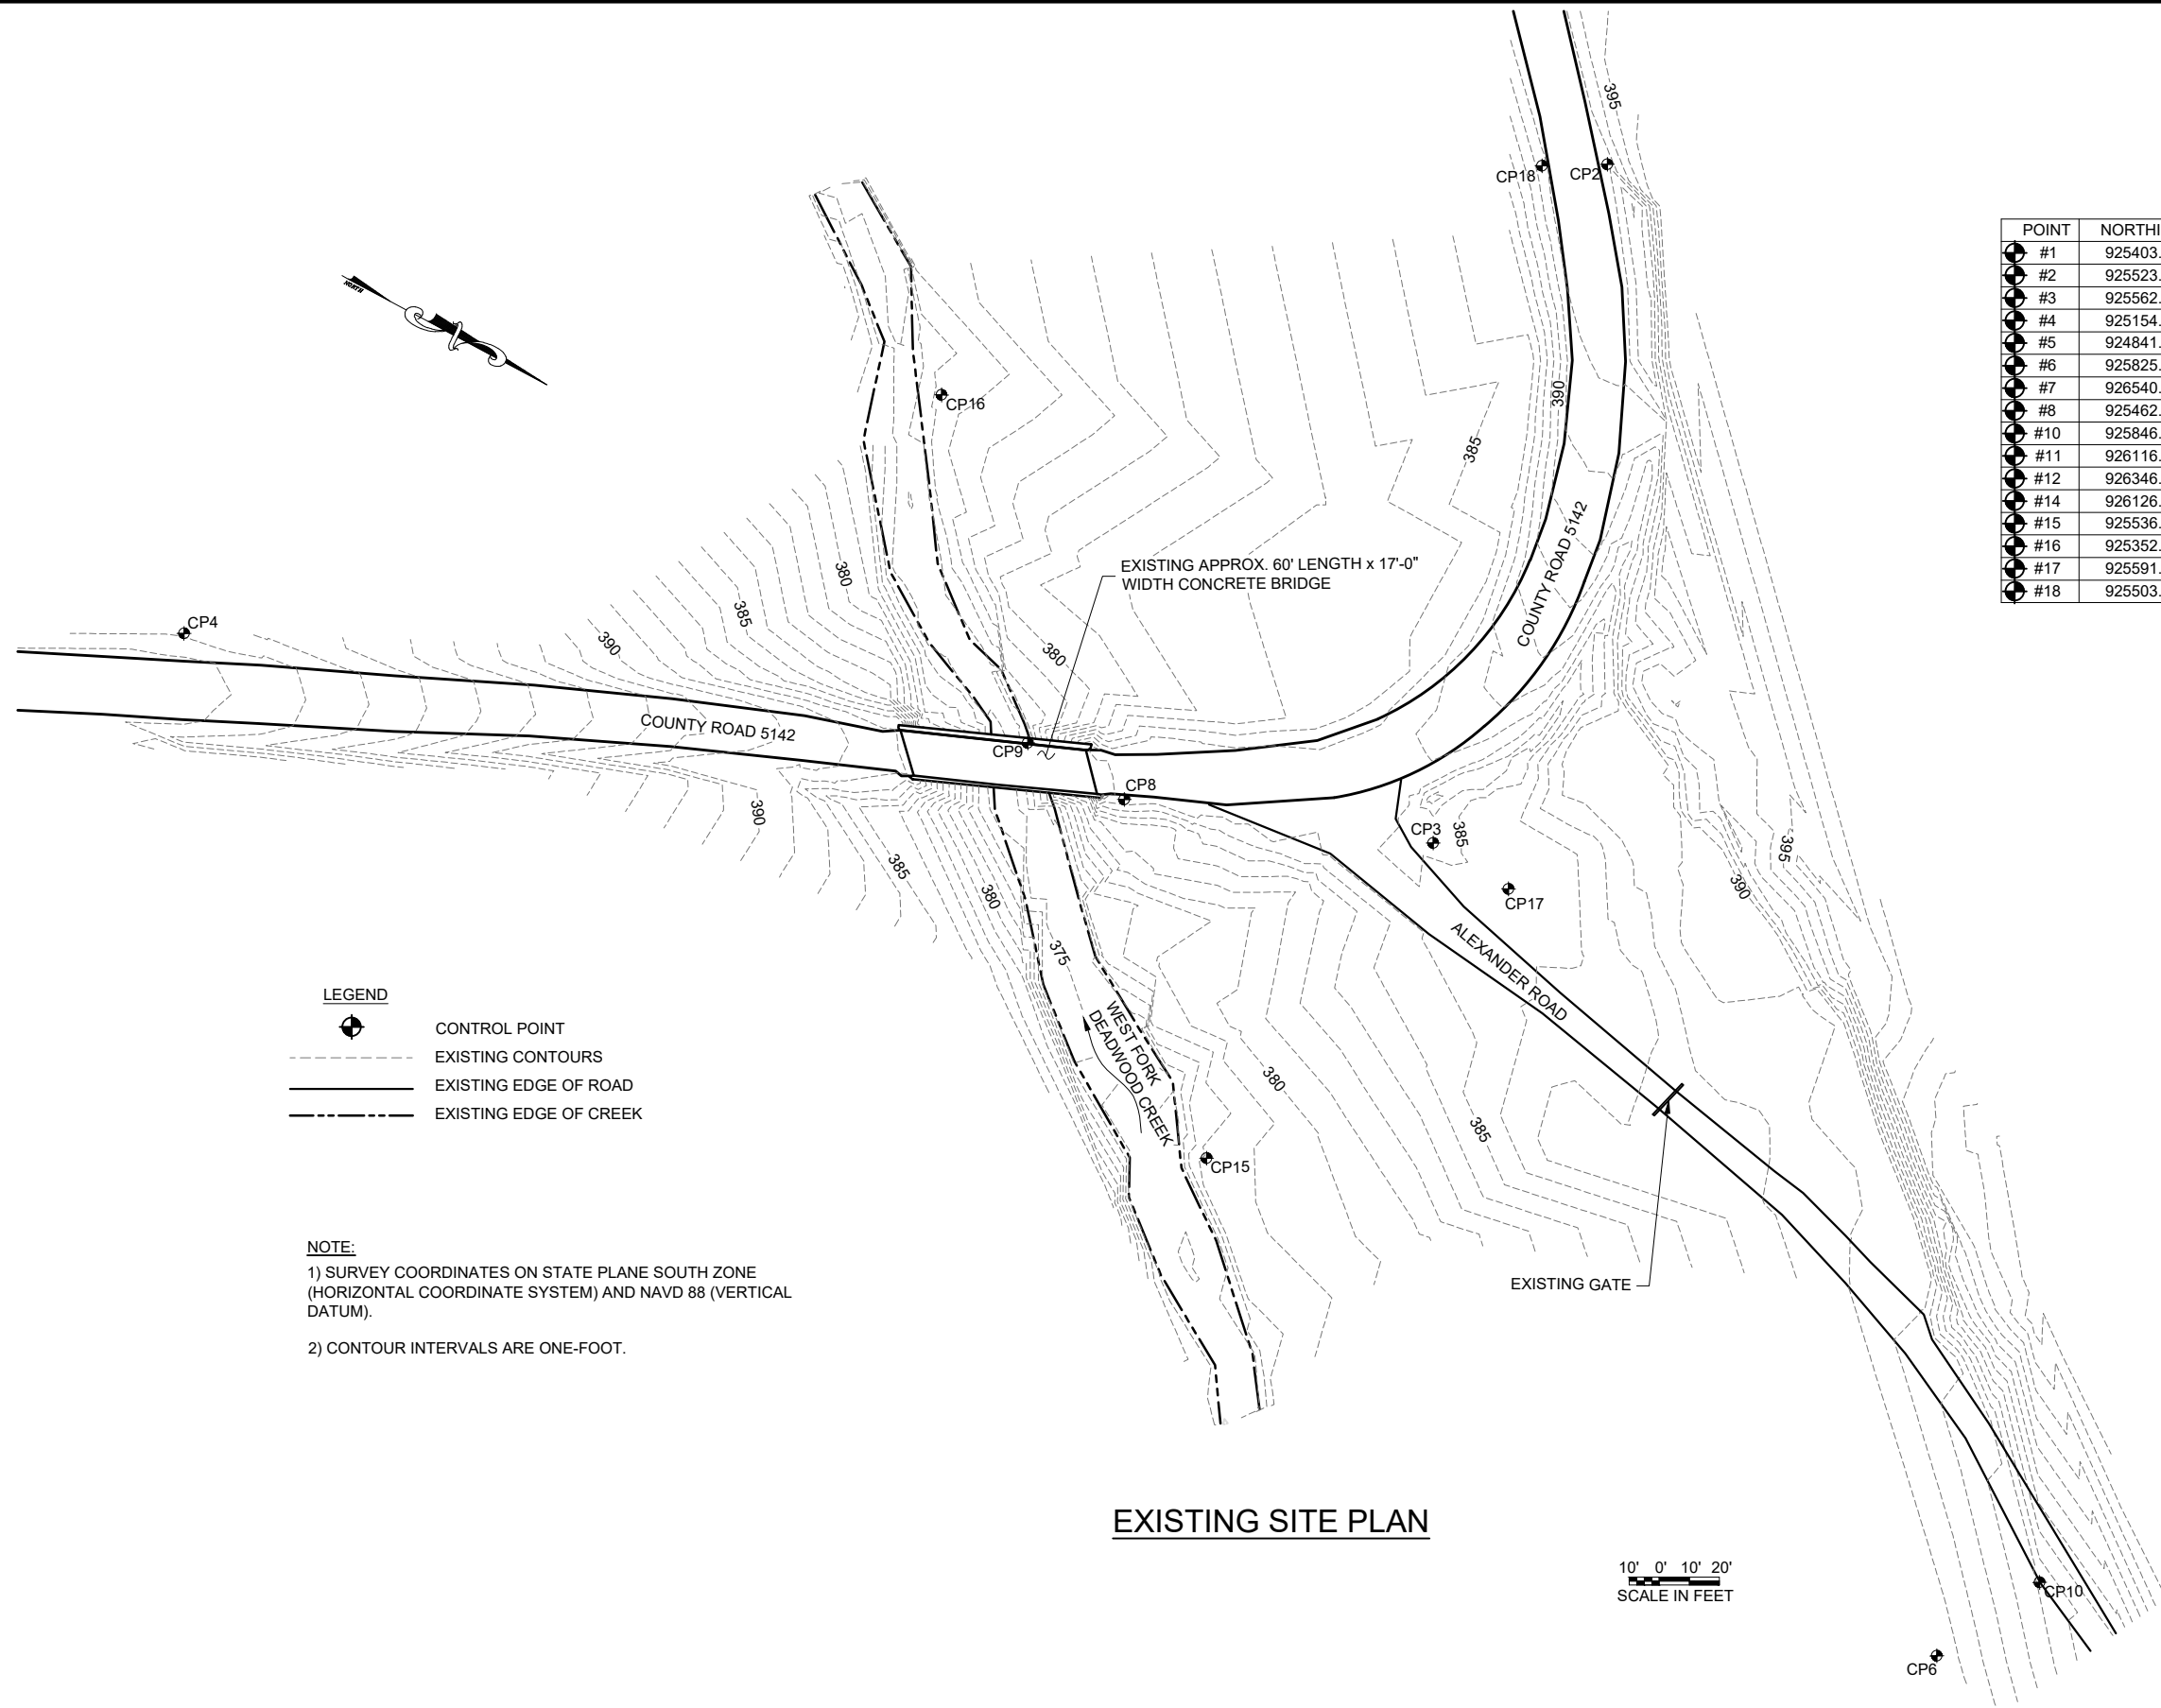 395
CP18
CP2
POINT NORTHI
#1 925403.
#2 925523.
#3 925562.
#4 925154.
#5 924841.
#6 925825.
#7 926540.
#8 925462.
#10 925846.
#11 926116.
#12 926346.
#14 926126.
#15 925536.
#16 925352.
#17 925591.
#18 925503.
NORTH
CP16
390
385
380
385
390
CP4
EXISTING APPROX. 60' LENGTH x 17'-0"
WIDTH CONCRETE BRIDGE
COUNTY ROAD 5142
380
COUNTY ROAD 5142
CP9
CP8
390
385
380
375
CP3
385
CP17
395
390
ALEXANDER ROAD
WEST FORK
DEADWOOD CREEK
380
385
CP15
LEGEND
CONTROL POINT
EXISTING CONTOURS
EXISTING EDGE OF ROAD
EXISTING EDGE OF CREEK
NOTE:
1) SURVEY COORDINATES ON STATE PLANE SOUTH ZONE
(HORIZONTAL COORDINATE SYSTEM) AND NAVD 88 (VERTICAL
DATUM).
2) CONTOUR INTERVALS ARE ONE-FOOT.
EXISTING GATE
EXISTING SITE PLAN
10' 0' 10' 20'
SCALE IN FEET
CP10
CP6